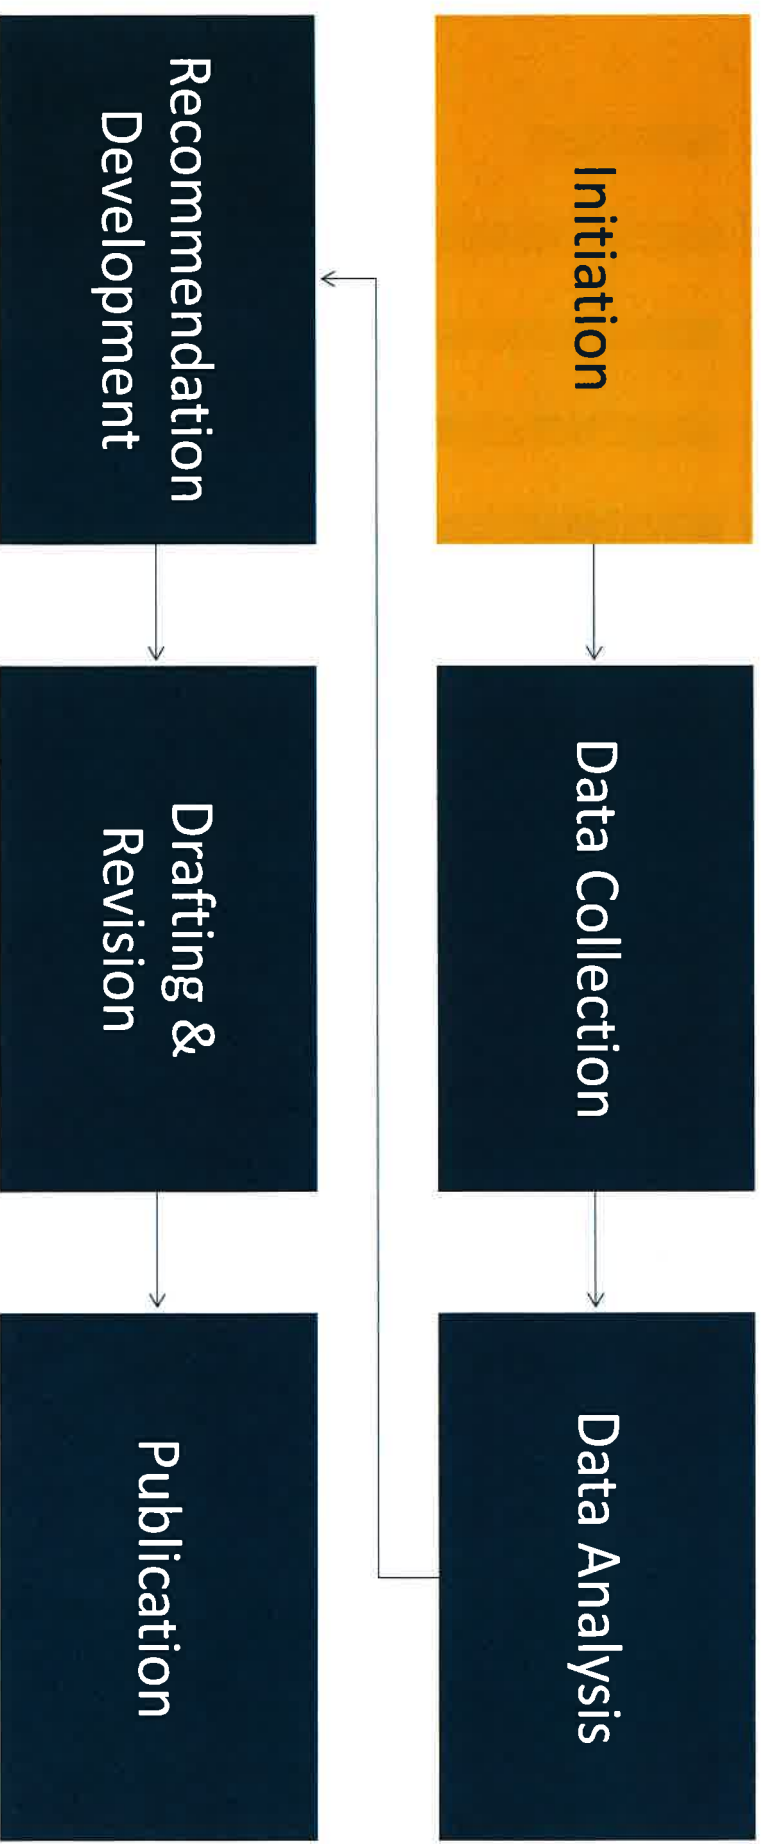 Initiation
Data Collection
Data Analysis
Recommendation
Development
Drafting &
Revision
Publication